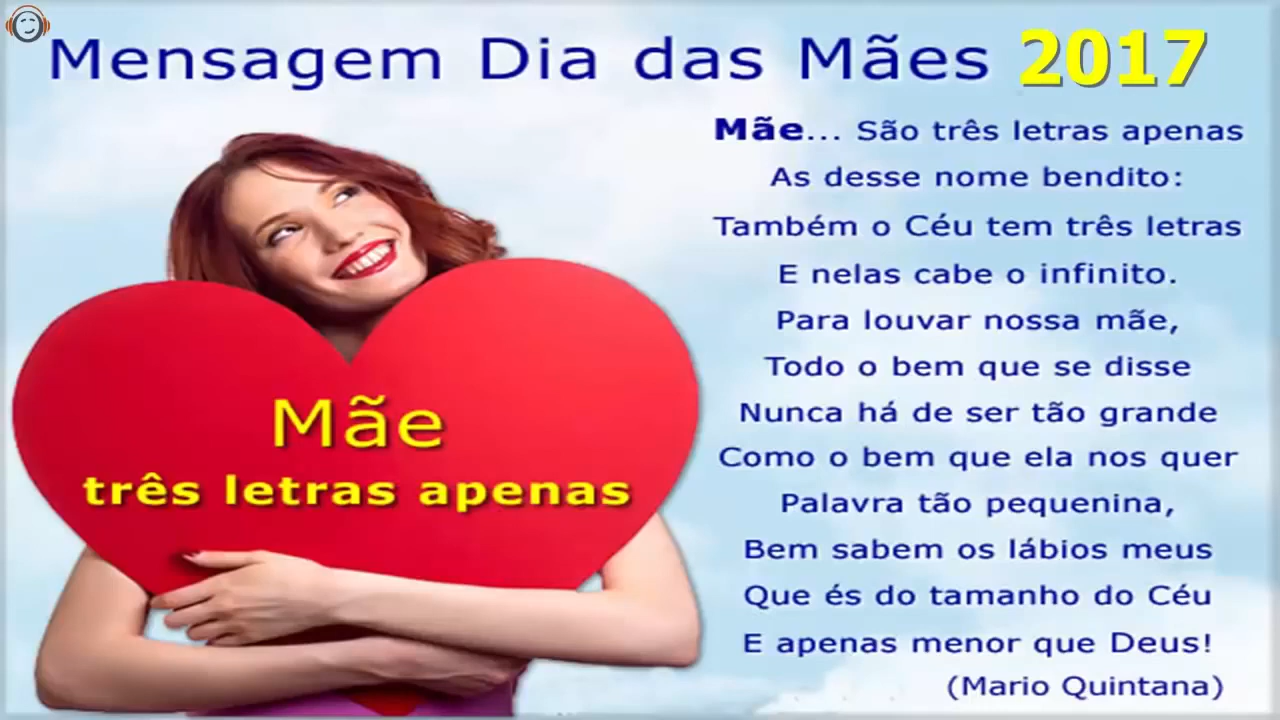 Mensagem Dia das Mães 2017
Mãe... São três letras apenas
As desse nome bendito:
Também o Céu tem três letras
E nelas cabe o infinito.
Para louvar nossa mãe,
Todo o bem que se disse
Nunca há de ser tão grande
Como o bem que ela nos quer
Palavra tão pequenina,
Bem sabem os lábios meus
Que és do tamanho do Céu
E apenas menor que Deus!
(Mario Quintana)
Mãe
três letras apenas